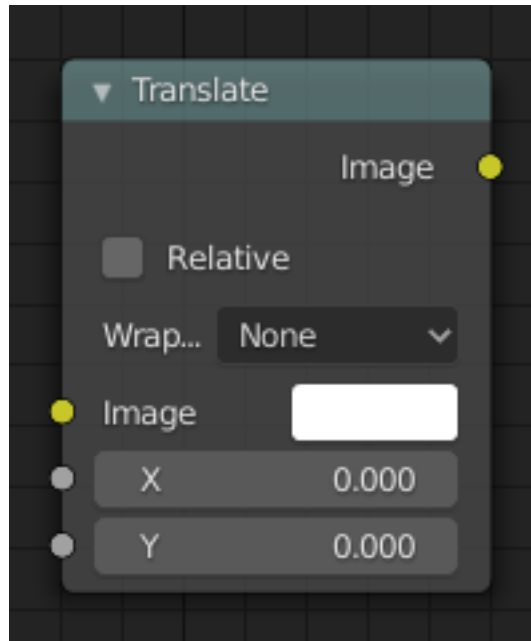 Translate
Image
Relative
Wrap... None
Image
X 0.000
Y 0.000